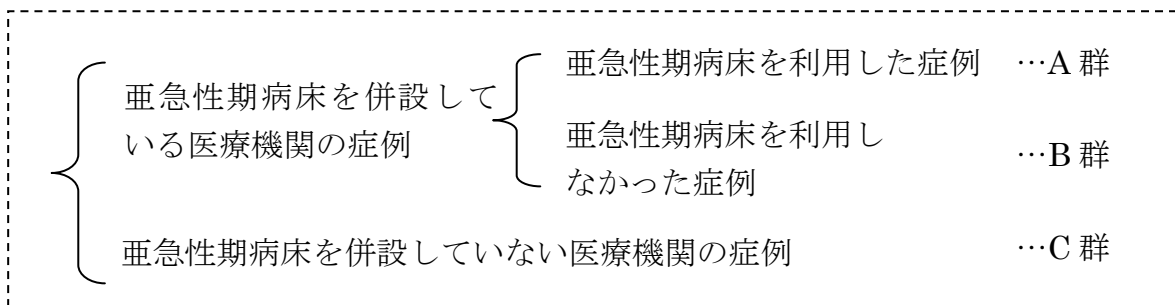 亜急性期病床を併設して
いる医療機関の症例
亜急性期病床を利用した症例 …A 群
亜急性期病床を利用し
なかった症例 …B 群
亜急性期病床を併設していない医療機関の症例 …C 群